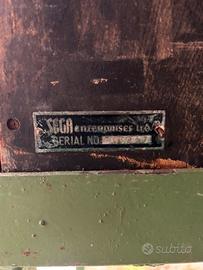 SEGA enterprises ltd.
SERIAL NO.
subito